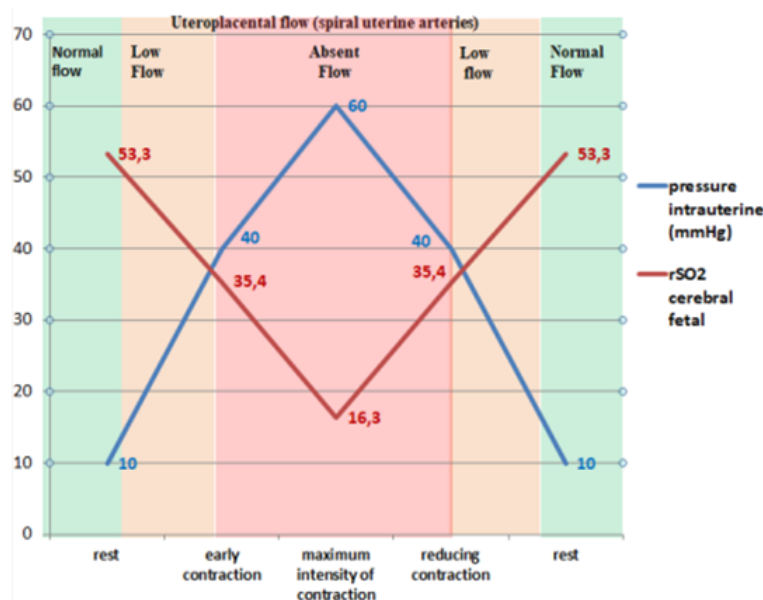 Uteroplacental flow (spiral uterine arteries)
70
60
50
40
30
20
10
0
Normal
flow
Low
Flow
Absent
Flow
Low
flow
Normal
Flow
60
53,3
53,3
40
40
35,4
35,4
16,3
10
10
pressure
intrauterine
(mmHg)
rSO2
cerebral
fetal
rest
early
contraction
maximum
intensity of
contraction
reducing
contraction
rest